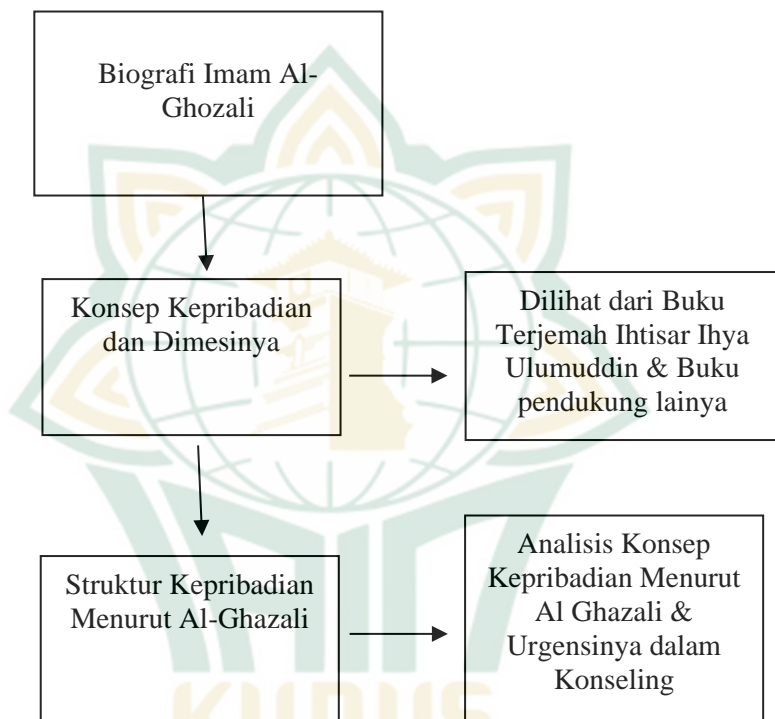 Biografi Imam Al-
Ghozali
Konsep Kepribadian
dan Dimesinya
Dilihat dari Buku
Terjemah Ihtisar Ihya
Ulumuddin & Buku
pendukung lainya
Struktur Kepribadian
Menurut Al-Ghazali
Analisis Konsep
Kepribadian Menurut
Al Ghazali &
Urgensinya dalam
Konseling
KUDUS